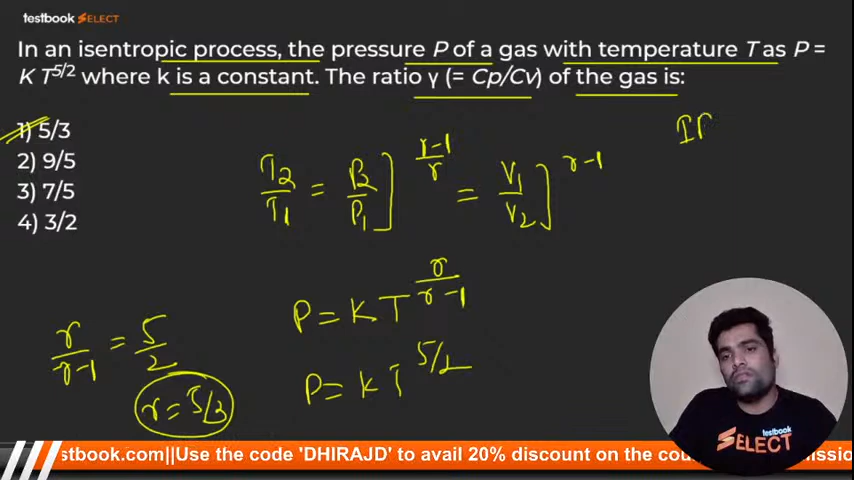 testbook SELECT
In an isentropic process, the pressure P of a gas with temperature T as P =
K T^5/2 where k is a constant. The ratio γ (= Cp/Cv) of the gas is:
1) 5/3
2) 9/5
3) 7/5
4) 3/2
T2/T1 = P2/P1]^(r-1)/r = V1/V2]^r-1
P = K T^r/(r-1)
r/(r-1) = 5/2
P = K T^5/2
r = 5/3
testbook
SELECT
stbook.com||Use the code 'DHIRAJD' to avail 20% discount on the cou
mission